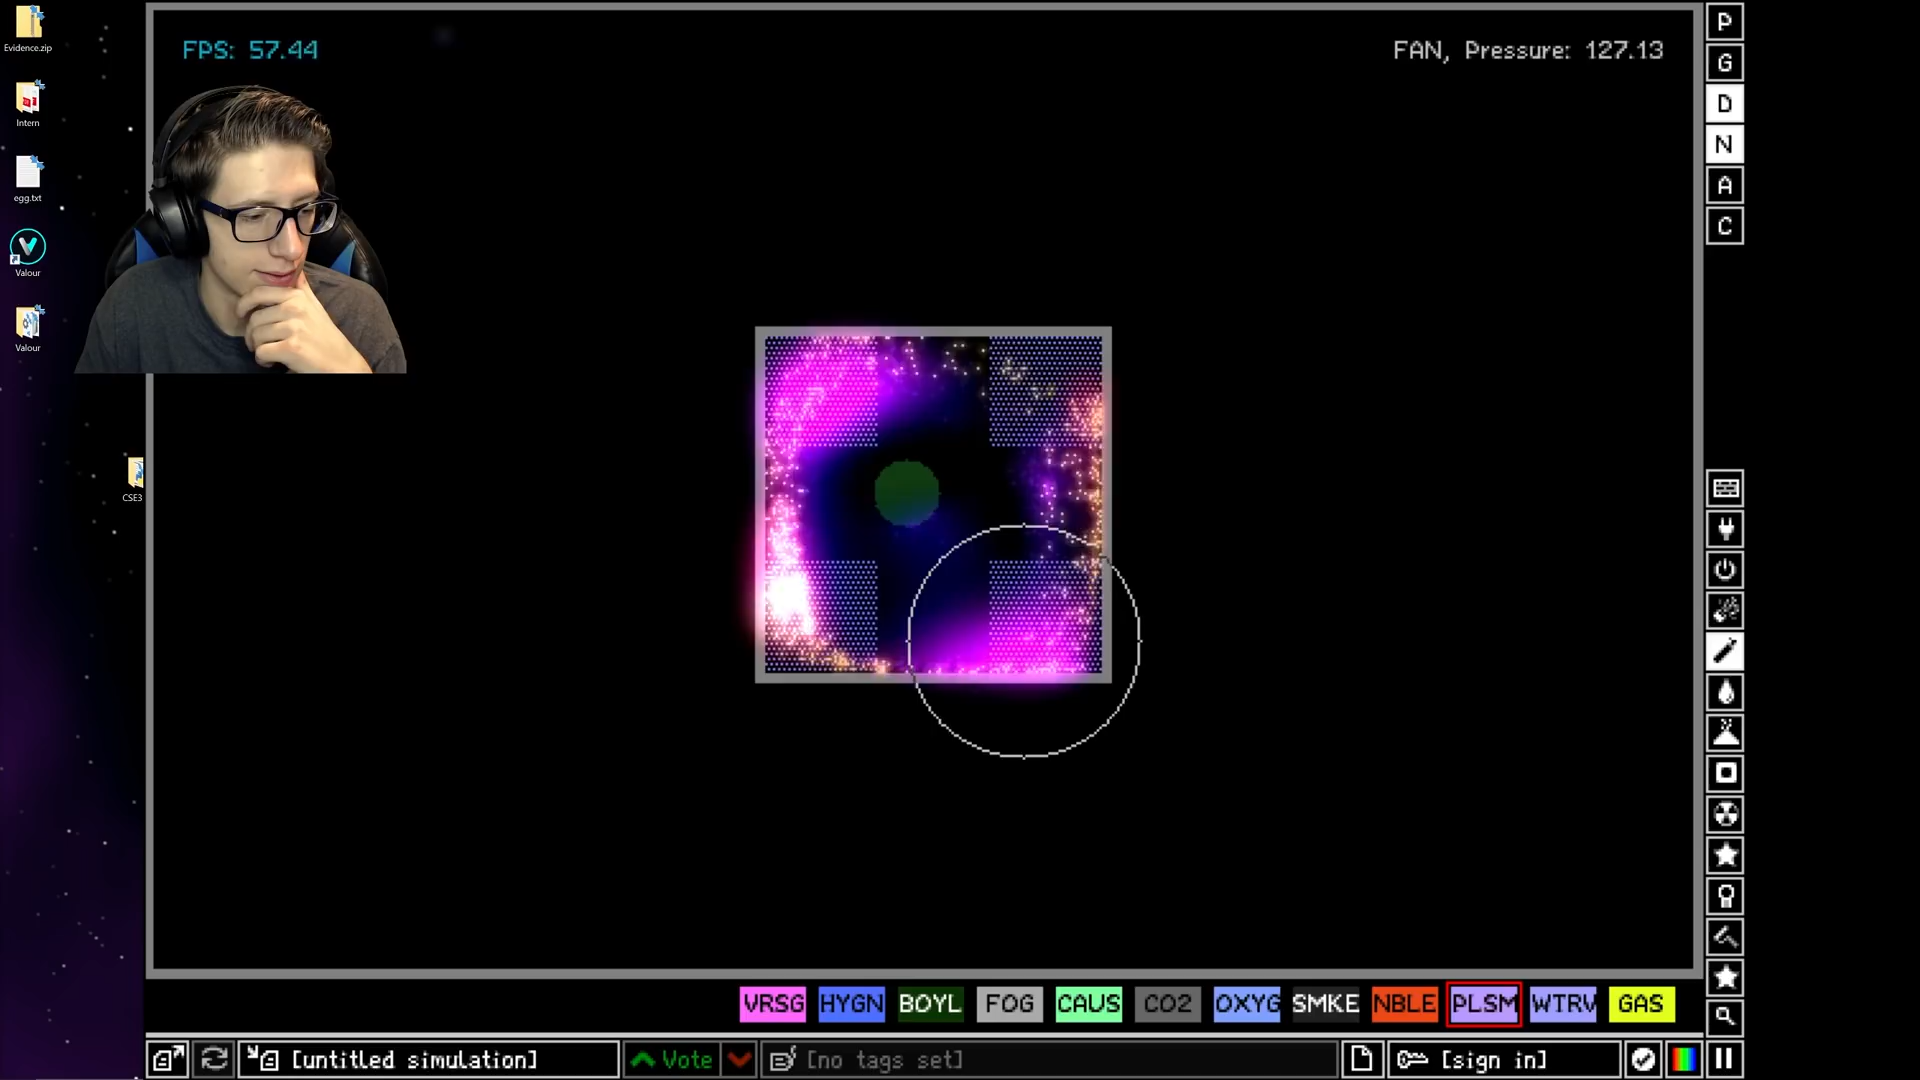 Evidence.zip
Intern
egg.txt
Valour
Valour
CSE3
FPS: 57.44
FAN, Pressure: 127.13
P
G
D
N
A
C
VRSG HYGN BOYL FOG CAUS CO2 OXYG SMKE NBLE PLSM WTRV GAS
[untitled simulation] Vote [no tags set] [sign in]